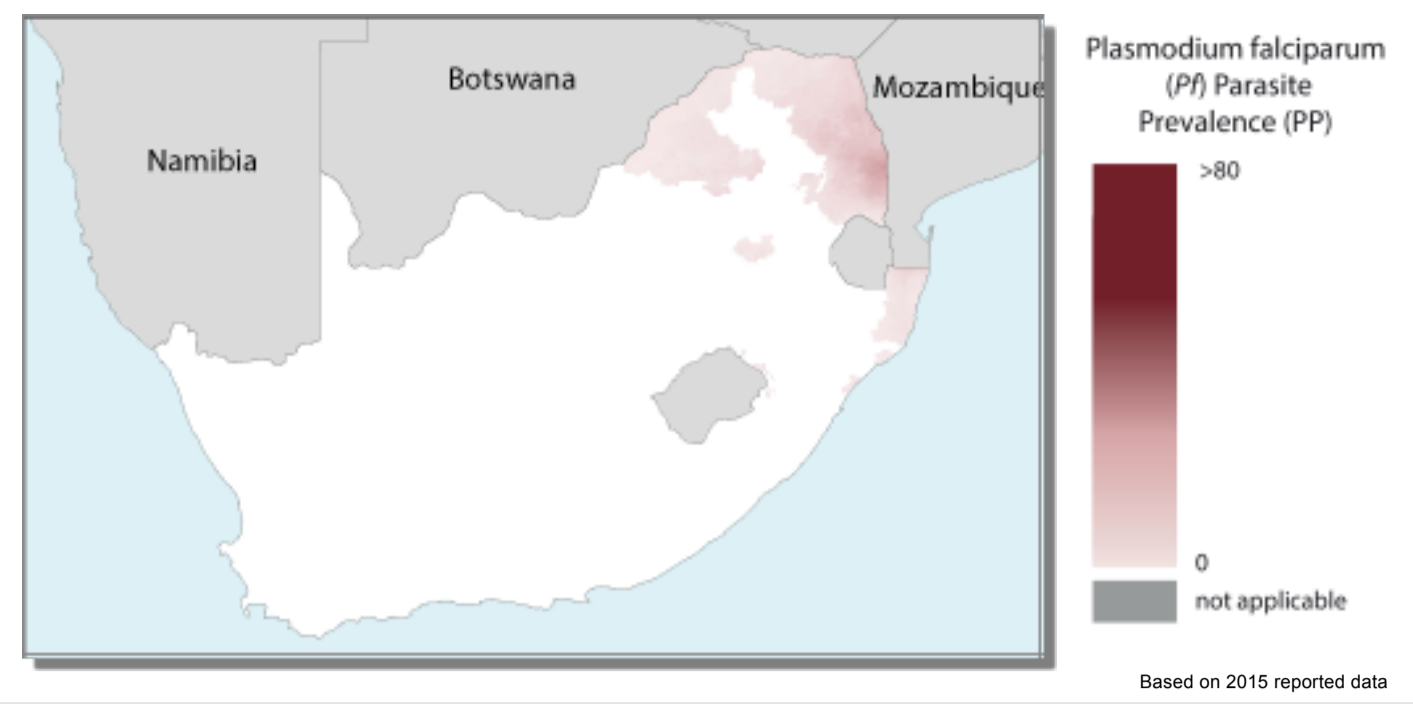 Botswana
Mozambique
Namibia
Plasmodium falciparum
(Pf) Parasite
Prevalence (PP)
>80
0
not applicable
Based on 2015 reported data